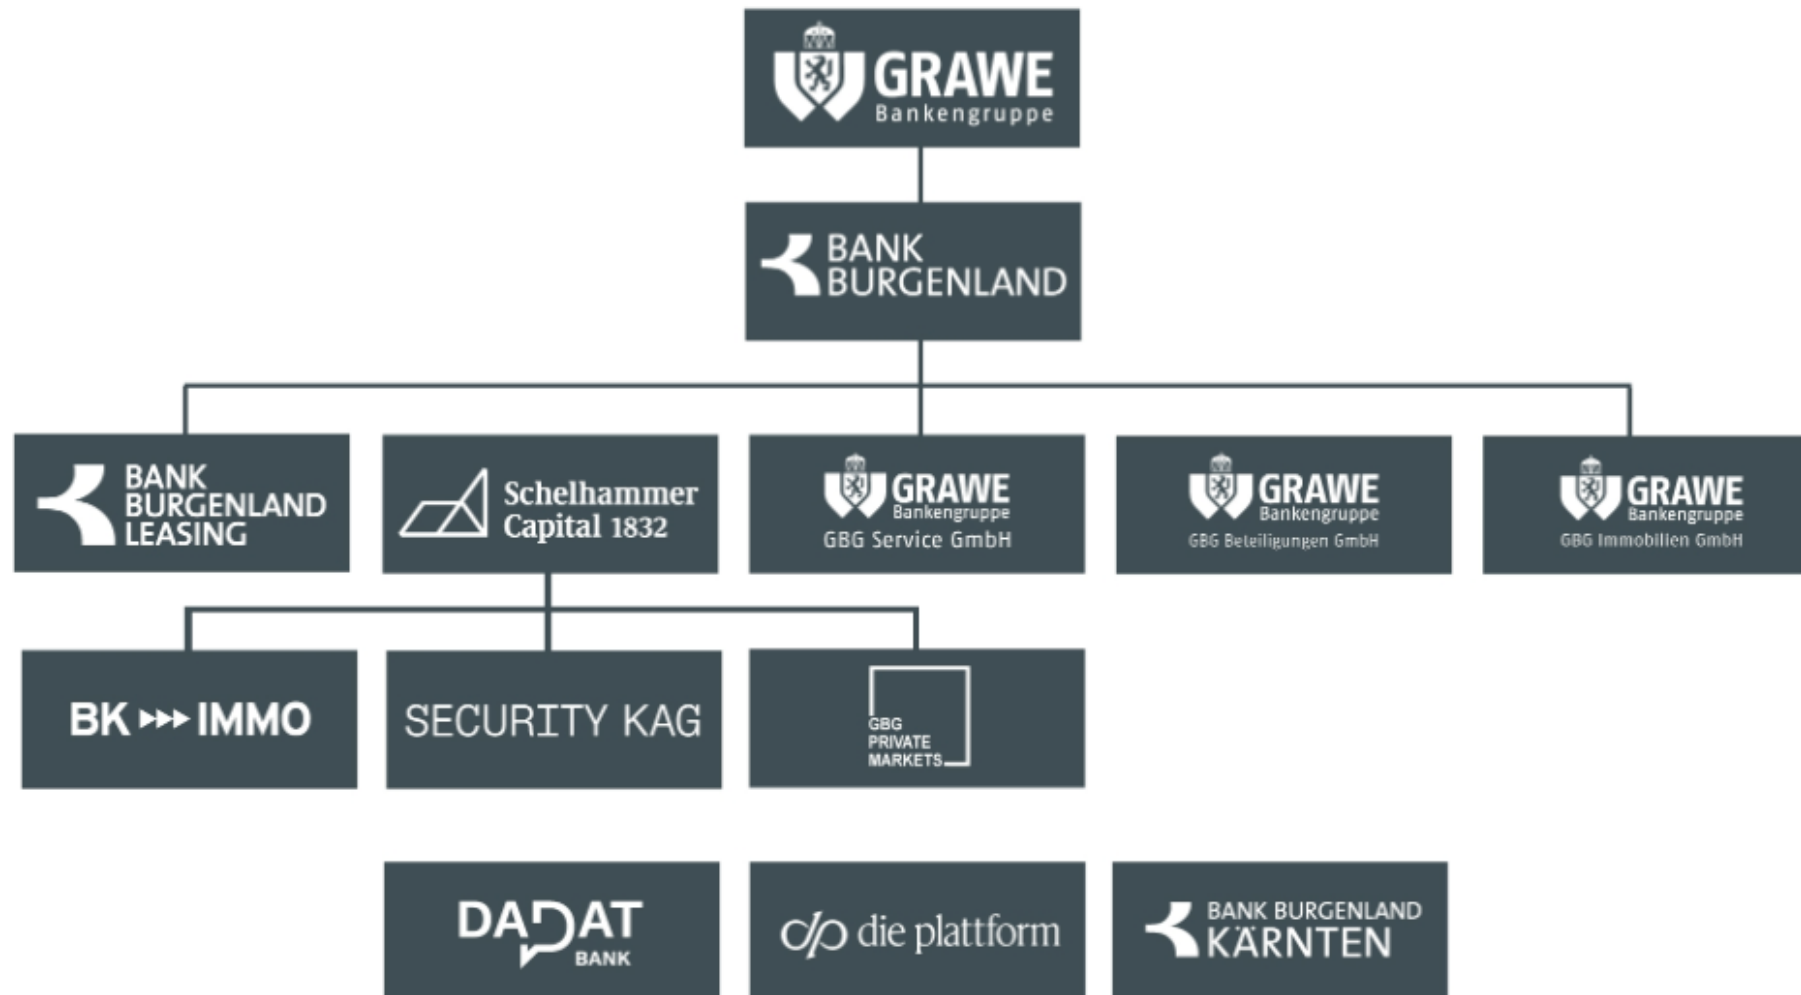 GRAWE
Bankengruppe
BANK
BURGENLAND
BANK
BURGENLAND
LEASING
Schelhammer
Capital 1832
GRAWE
Bankengruppe
GBG Service GmbH
GRAWE
Bankengruppe
GBG Beteiligungen GmbH
GRAWE
Bankengruppe
GBG Immobilien GmbH
BK IMMO
SECURITY KAG
GBG
PRIVATE
MARKETS
DADAT
BANK
dp die plattform
BANK BURGENLAND
KÄRNTEN